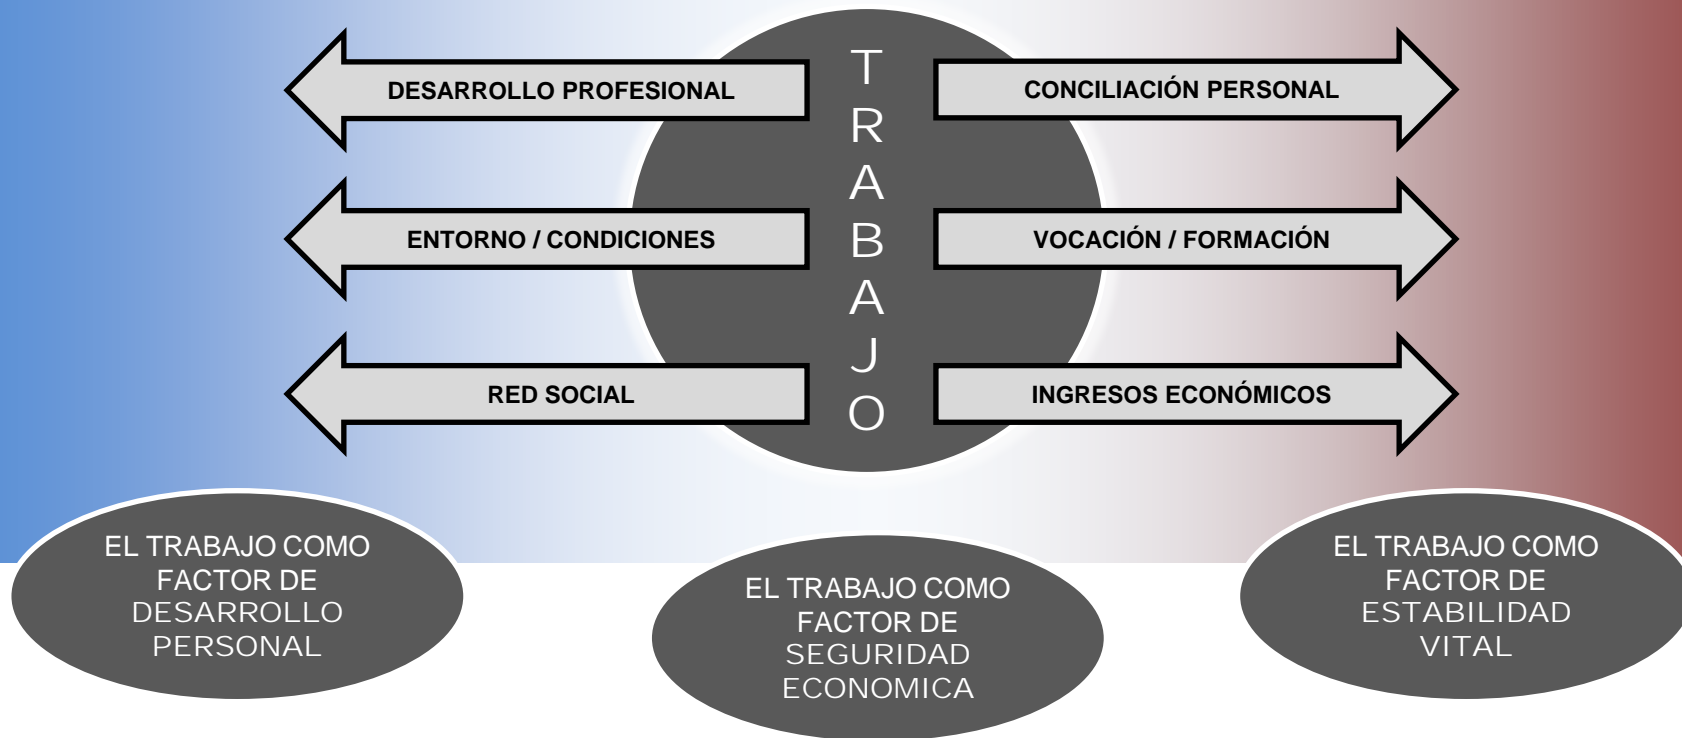 TRABAJO
DESARROLLO PROFESIONAL
CONCILIACIÓN PERSONAL
ENTORNO / CONDICIONES
VOCACIÓN / FORMACIÓN
RED SOCIAL
INGRESOS ECONÓMICOS
EL TRABAJO COMO
FACTOR DE
DESARROLLO
PERSONAL
EL TRABAJO COMO
FACTOR DE
SEGURIDAD
ECONOMICA
EL TRABAJO COMO
FACTOR DE
ESTABILIDAD
VITAL